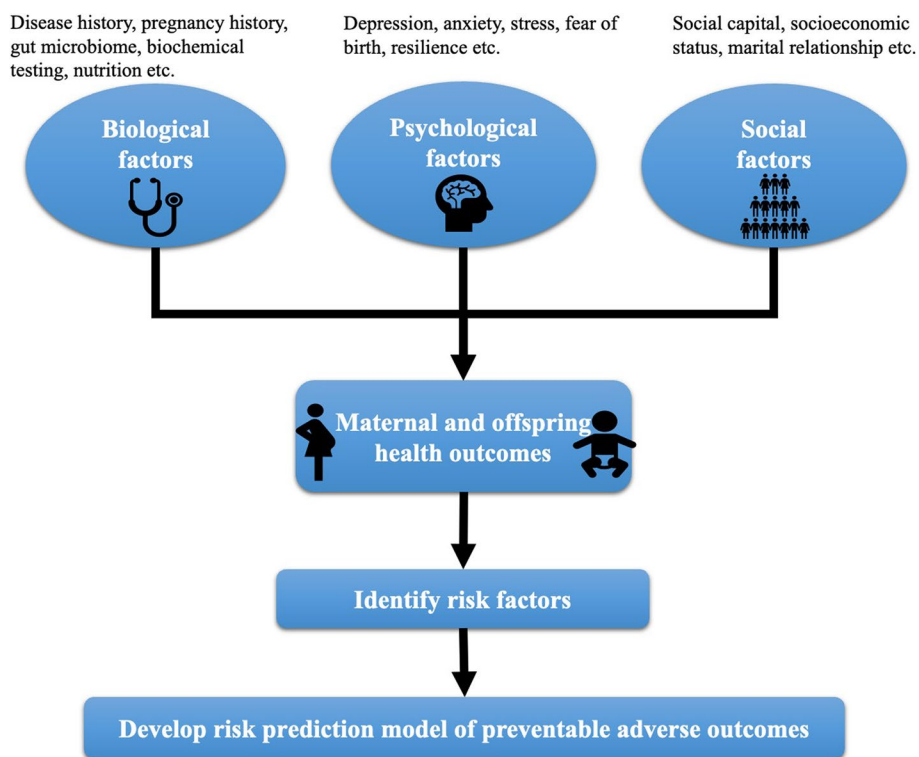 Disease history, pregnancy history,
gut microbiome, biochemical
testing, nutrition etc.
Depression, anxiety, stress, fear of
birth, resilience etc.
Social capital, socioeconomic
status, marital relationship etc.
Biological
factors
Psychological
factors
Social
factors
Maternal and offspring
health outcomes
Identify risk factors
Develop risk prediction model of preventable adverse outcomes